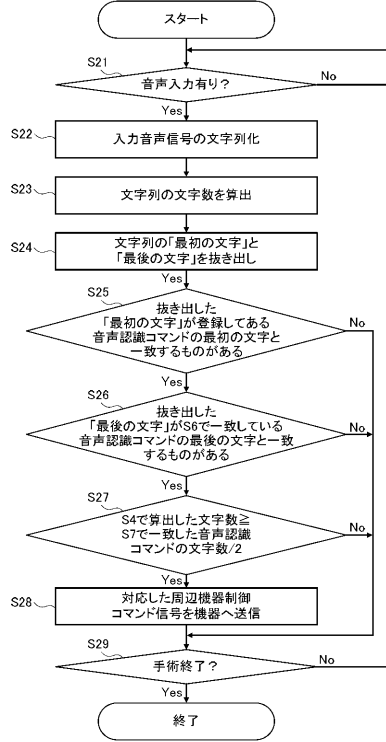 スタート
S21
音声入力有り?
No
Yes
S22
入力音声信号の文字列化
S23
文字列の文字数を算出
S24
文字列の「最初の文字」と
「最後の文字」を抜き出し
Yes
S25
抜き出した
「最初の文字」が登録してある
音声認識コマンドの最初の文字と
一致するものがある
No
Yes
S26
抜き出した
「最後の文字」がS6で一致している
音声認識コマンドの最後の文字と一致
するものがある
No
Yes
S27
S4で算出した文字数≧
S7で一致した音声認識
コマンドの文字数/2
No
Yes
S28
対応した周辺機器制御
コマンド信号を機器へ送信
S29
手術終了?
No
Yes
終了